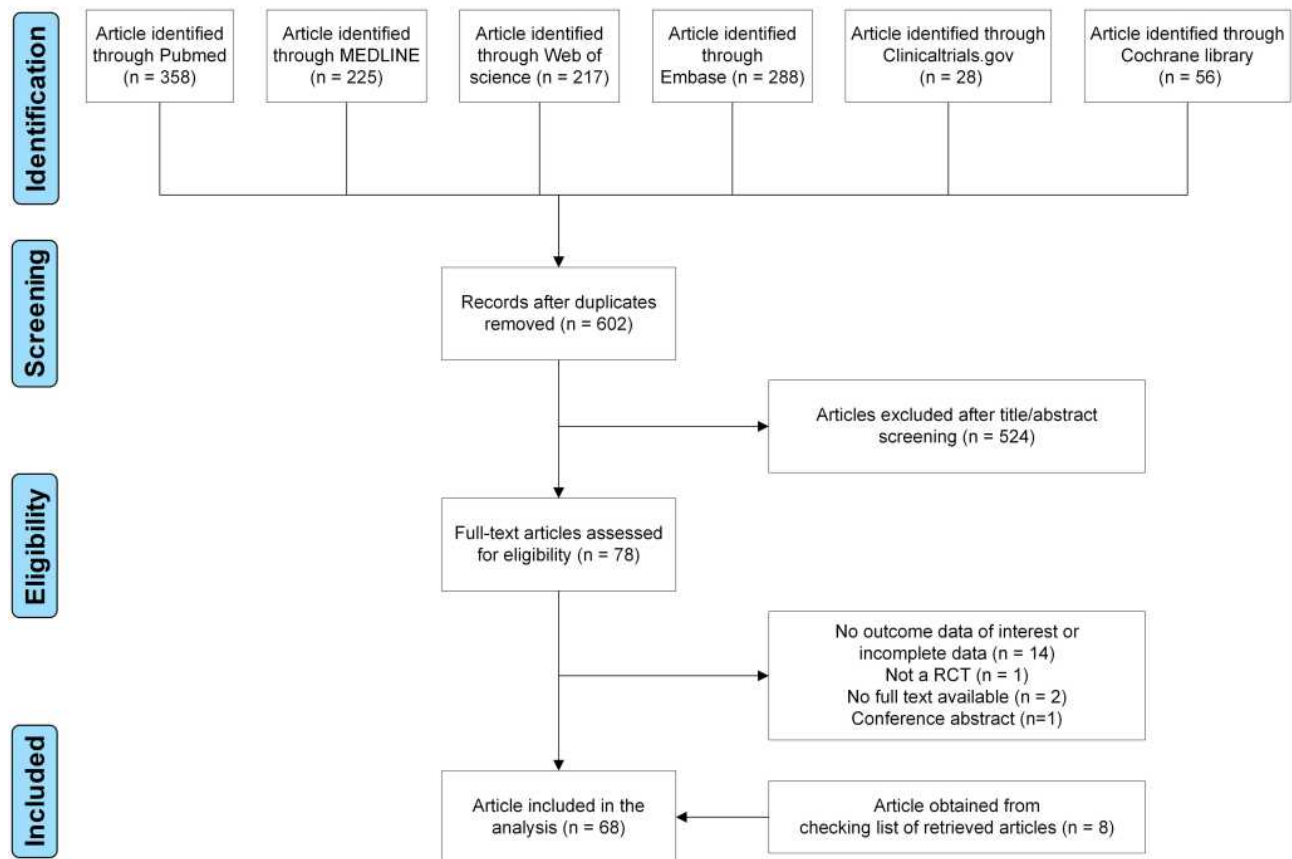 Identification
Article identified
through Pubmed
(n = 358)
Article identified
through MEDLINE
(n = 225)
Article identified
through Web of
science (n = 217)
Article identified
through
Embase (n = 288)
Article identified through
Clinicaltrials.gov
(n = 28)
Article identified through
Cochrane library
(n = 56)
Screening
Records after duplicates
removed (n = 602)
Articles excluded after title/abstract
screening (n = 524)
Eligibility
Full-text articles assessed
for eligibility (n = 78)
No outcome data of interest or
incomplete data (n = 14)
Not a RCT (n = 1)
No full text available (n = 2)
Conference abstract (n=1)
Included
Article included in the
analysis (n = 68)
Article obtained from
checking list of retrieved articles (n = 8)